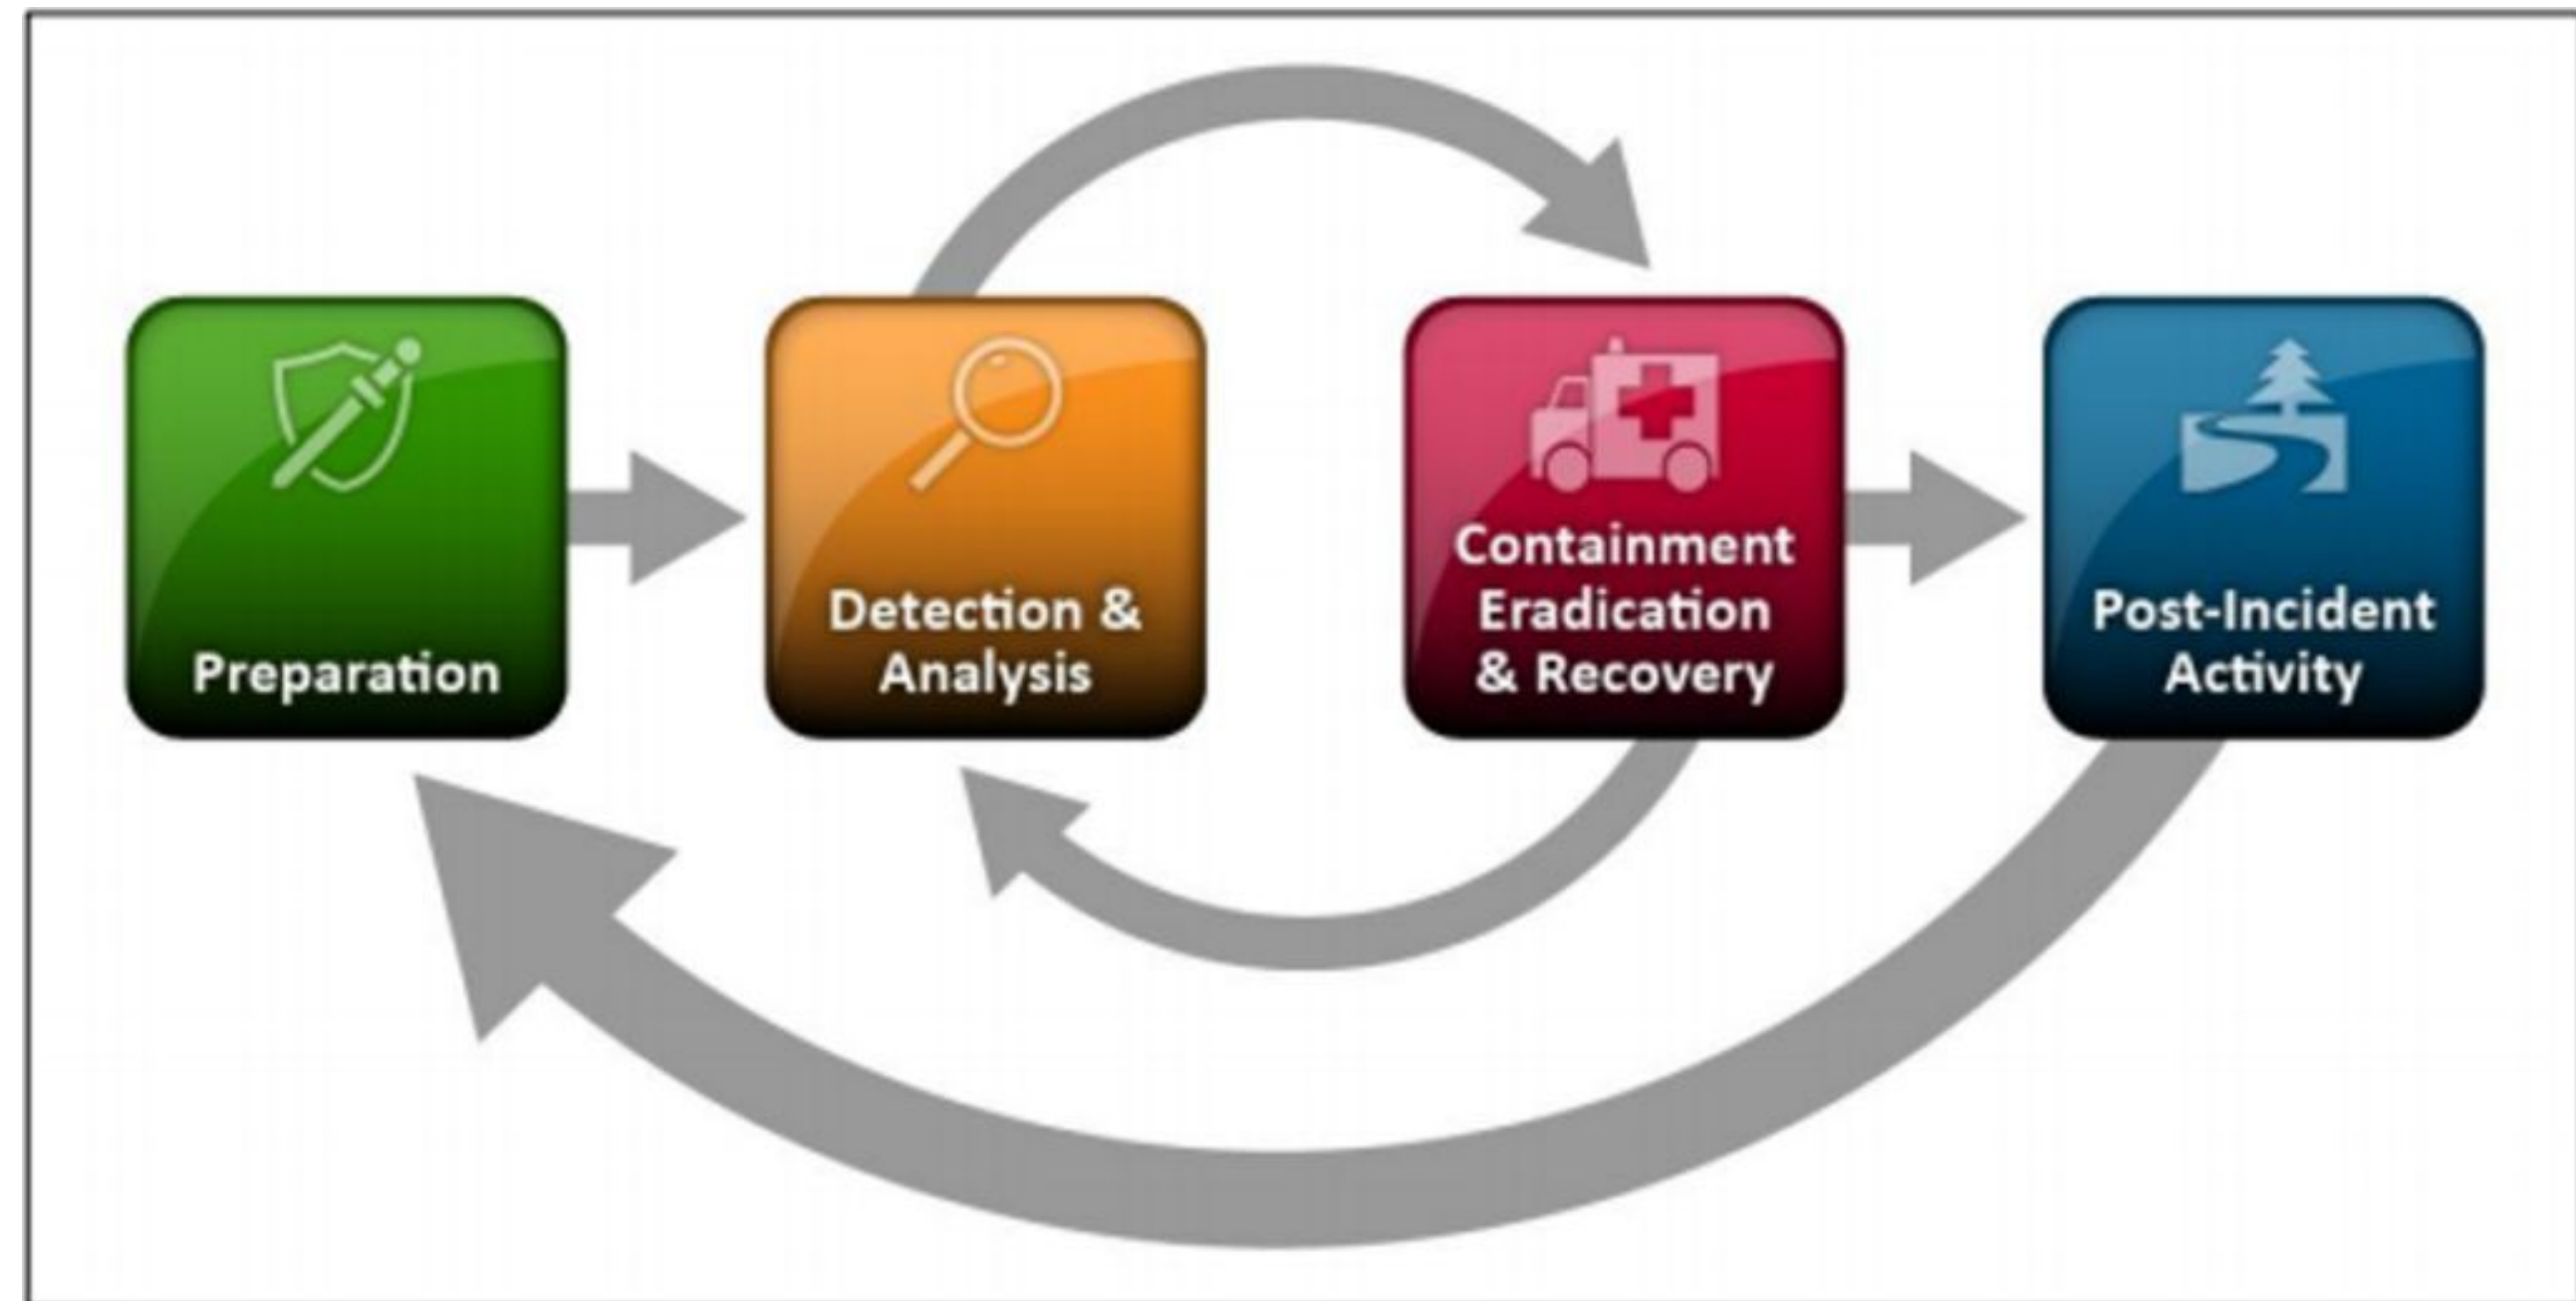 Preparation
Detection &
Analysis
Containment
Eradication
& Recovery
Post-Incident
Activity